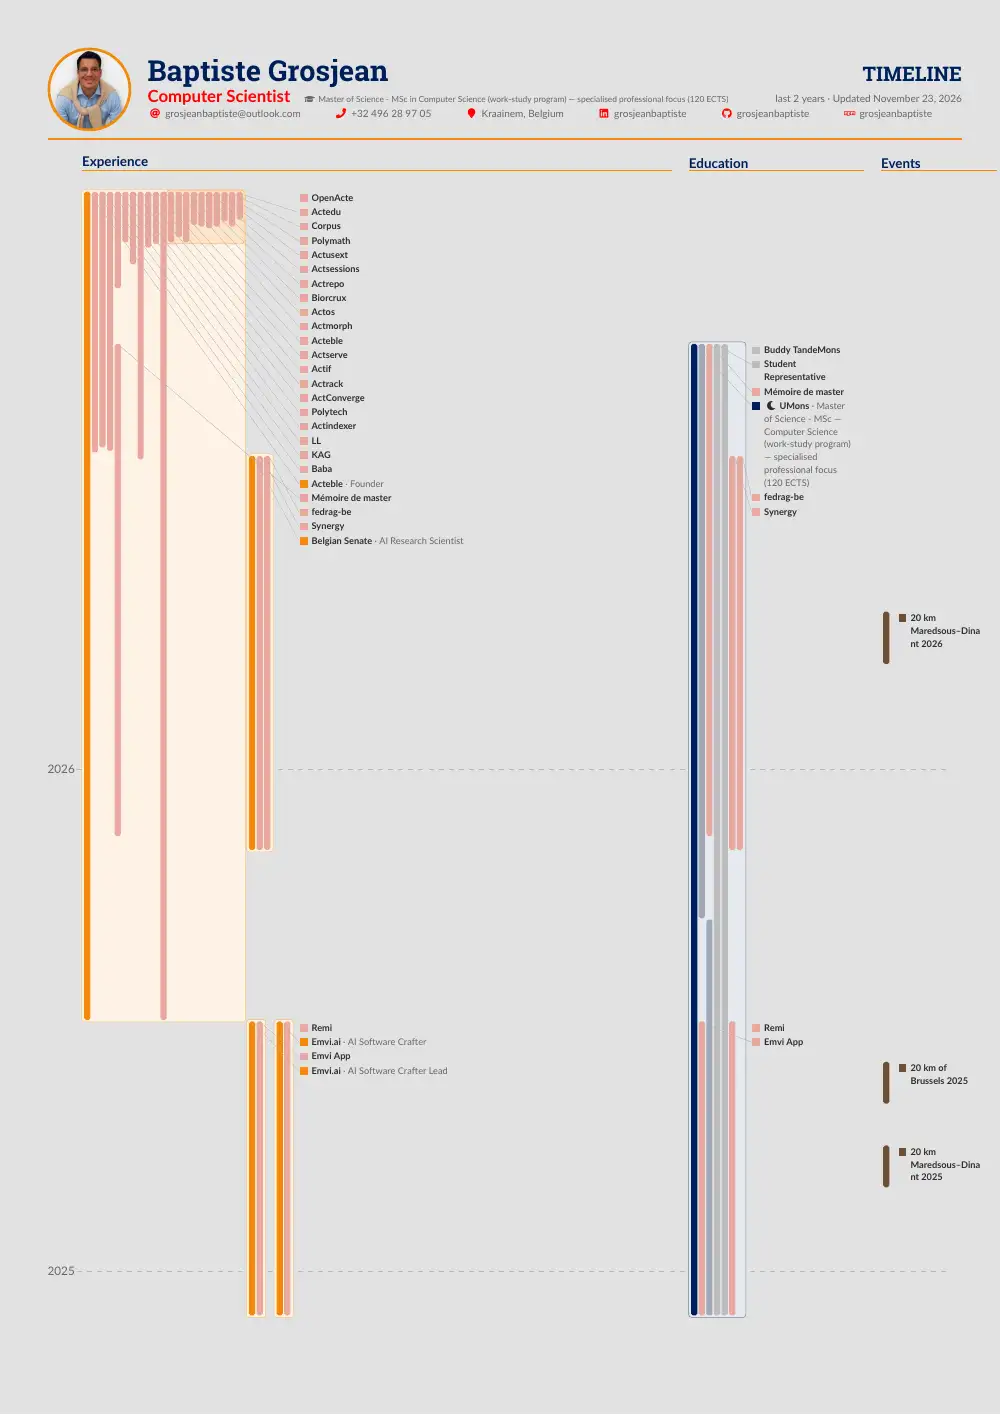 Baptiste Grosjean
TIMELINE
Computer Scientist
Master of Science - MSc in Computer Science (work-study program) — specialised professional focus (120 ECTS)
last 2 years · Updated November 23, 2026
grosjeanbaptiste@outlook.com
+32 496 28 97 05
Kraainem, Belgium
grosjeanbaptiste
grosjeanbaptiste
grosjeanbaptiste
Experience
OpenActe
Actedu
Corpus
Polymath
Actusext
Actsessions
Actrepo
Biorcrux
Actos
Actmorph
Acteble
Actserve
Actif
Actrack
ActConverge
Polytech
Actindexer
LL
KAG
Baba
Acteble · Founder
Mémoire de master
fedrag-be
Synergy
Belgian Senate · AI Research Scientist
Remi
Emvi.ai · AI Software Crafter
Emvi App
Emvi.ai · AI Software Crafter Lead
Education
Buddy TandeMons
Student
Representative
Mémoire de master
UMons · Master
of Science - MSc —
Computer Science
(work-study program)
— specialised
professional focus
(120 ECTS)
fedrag-be
Synergy
Remi
Emvi App
Events
20 km
Maredsous–Dina
nt 2026
20 km of
Brussels 2025
20 km
Maredsous–Dina
nt 2025
2026
2025